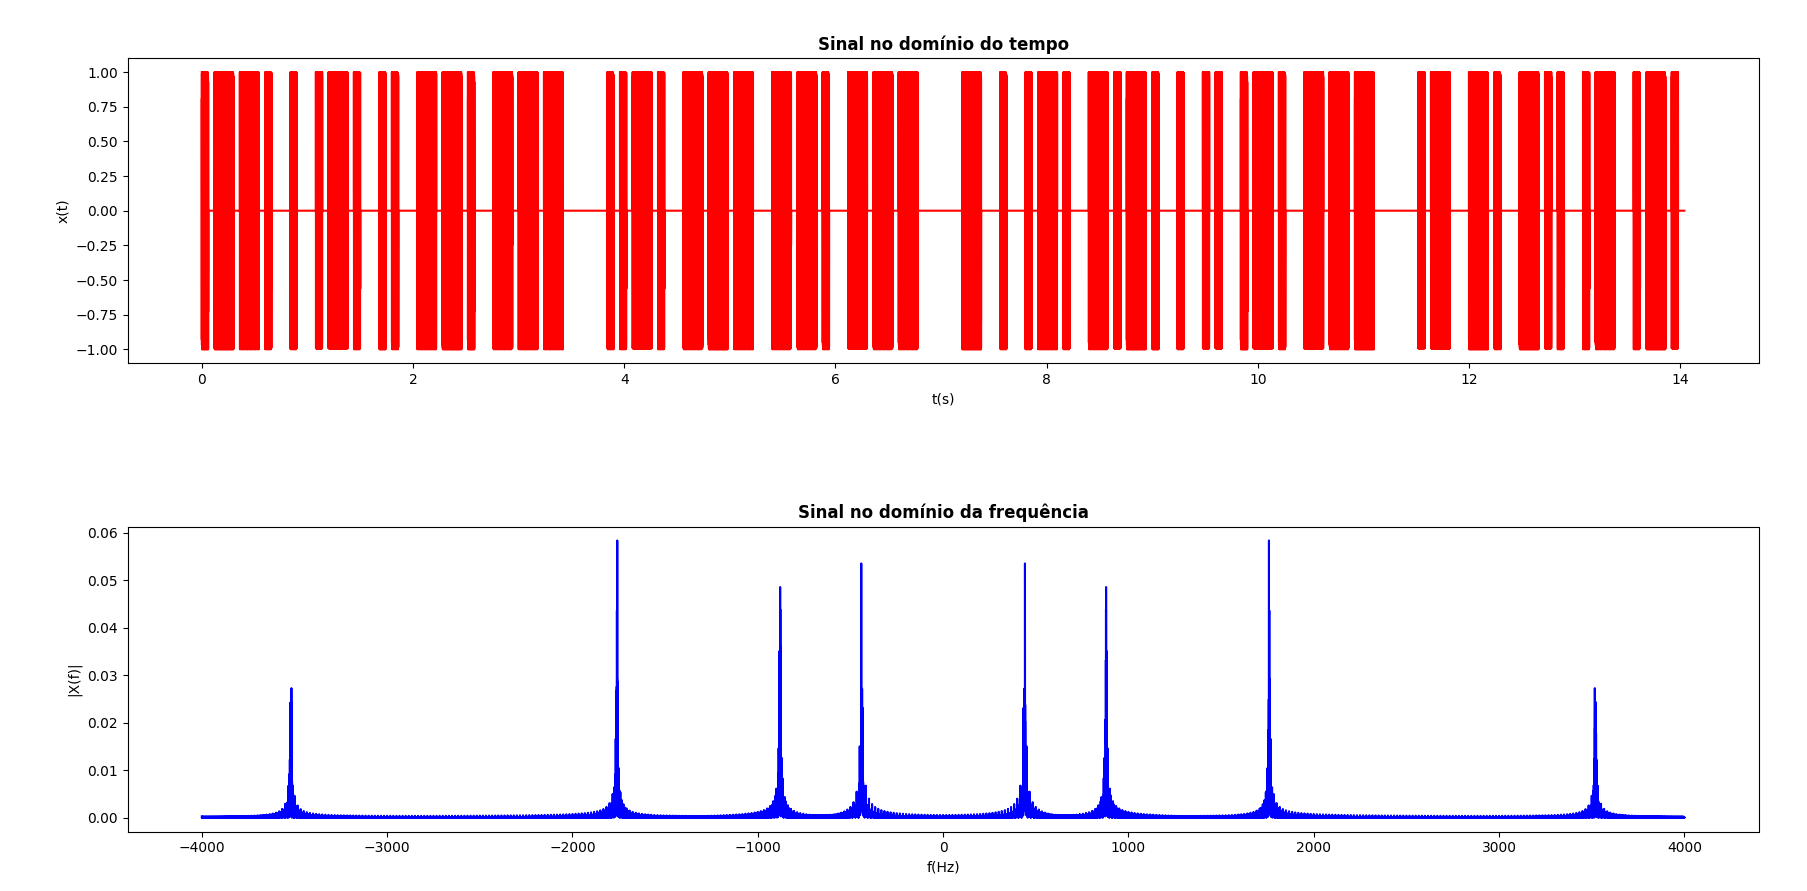 Sinal no domínio do tempo
1.00
0.75
0.50
0.25
0.00
−0.25
−0.50
−0.75
−1.00
x(t)
0 2 4 6 8 10 12 14
t(s)
Sinal no domínio da frequência
0.06
0.05
0.04
0.03
0.02
0.01
0.00
|X(f)|
−4000 −3000 −2000 −1000 0 1000 2000 3000 4000
f(Hz)